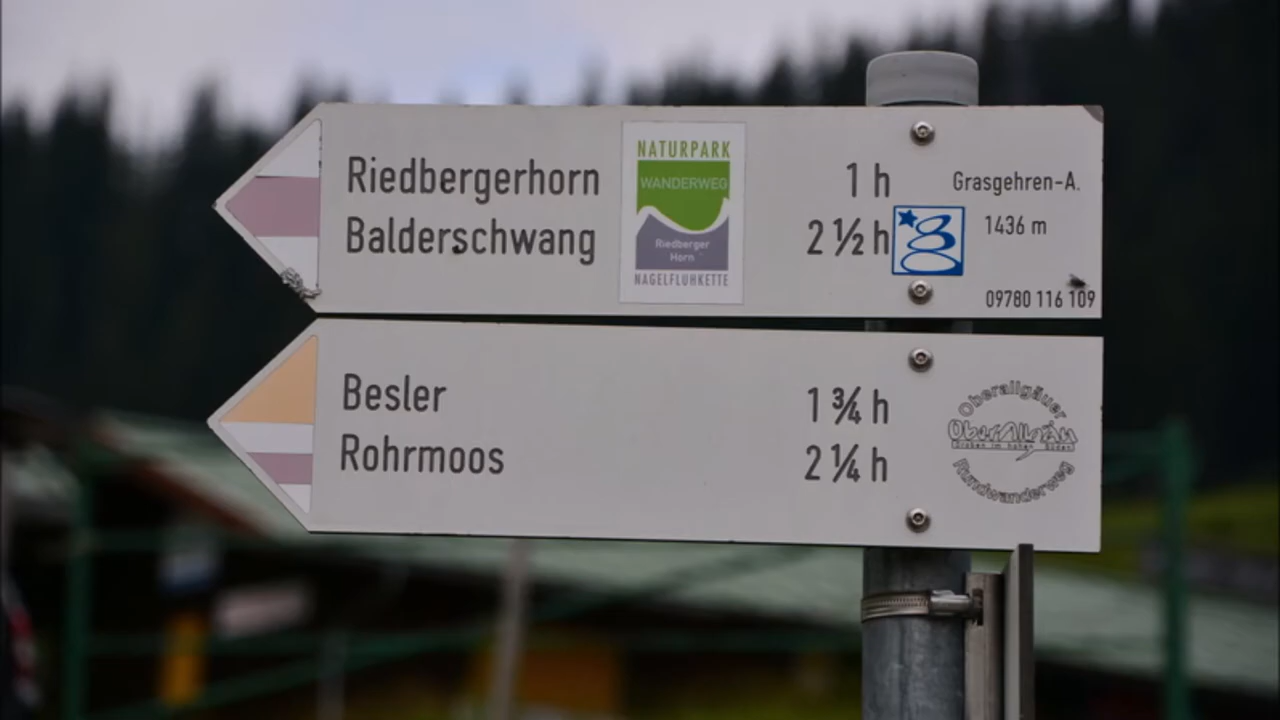 Riedbergerhorn 1 h
Balderschwang 2 ½ h
NATURPARK
WANDERWEG
Riedberger
Horn
NAGELFLUHKETTE
Grasgehren-A.
1436 m
09780 116 109
Besler 1 ¾ h
Rohrmoos 2 ¼ h
Oberallgäuer
OberAllgäu
Rundwanderweg